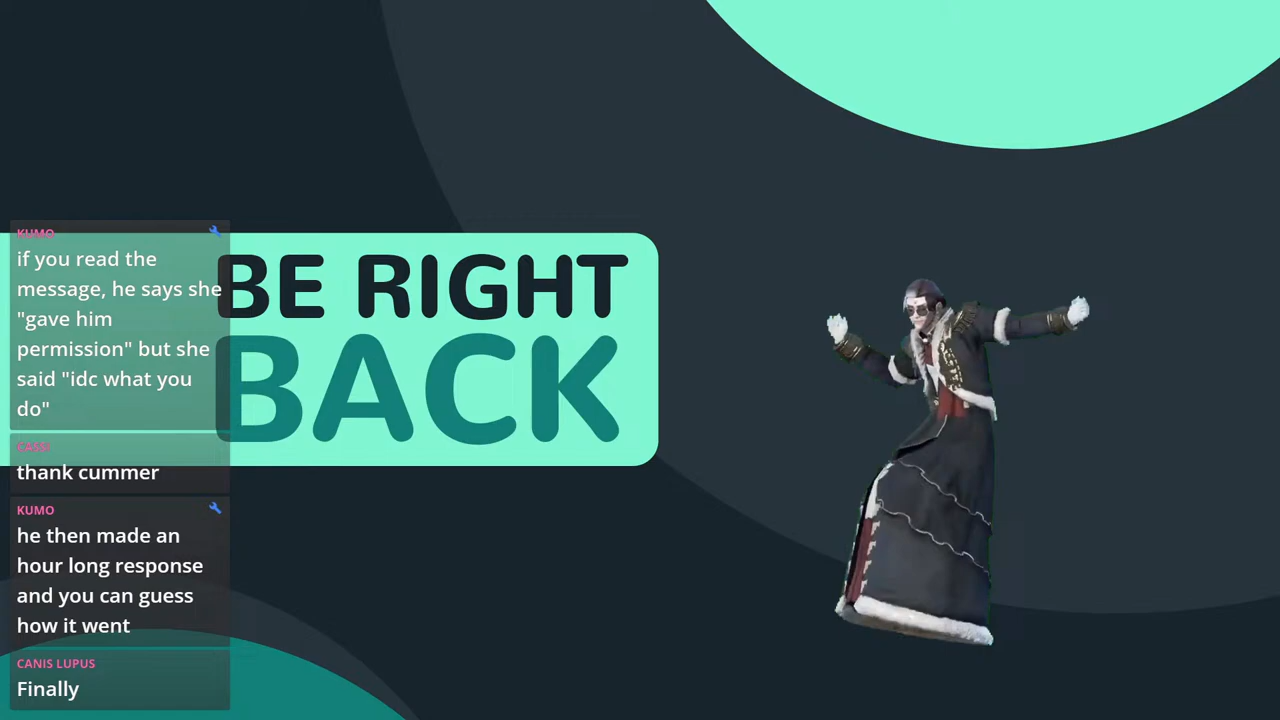 KUMO
if you read the
message, he says she
"gave him
permission" but she
said "idc what you
do"
CASSI
thank cummer
KUMO
he then made an
hour long response
and you can guess
how it went
CANIS LUPUS
Finally
BE RIGHT
BACK